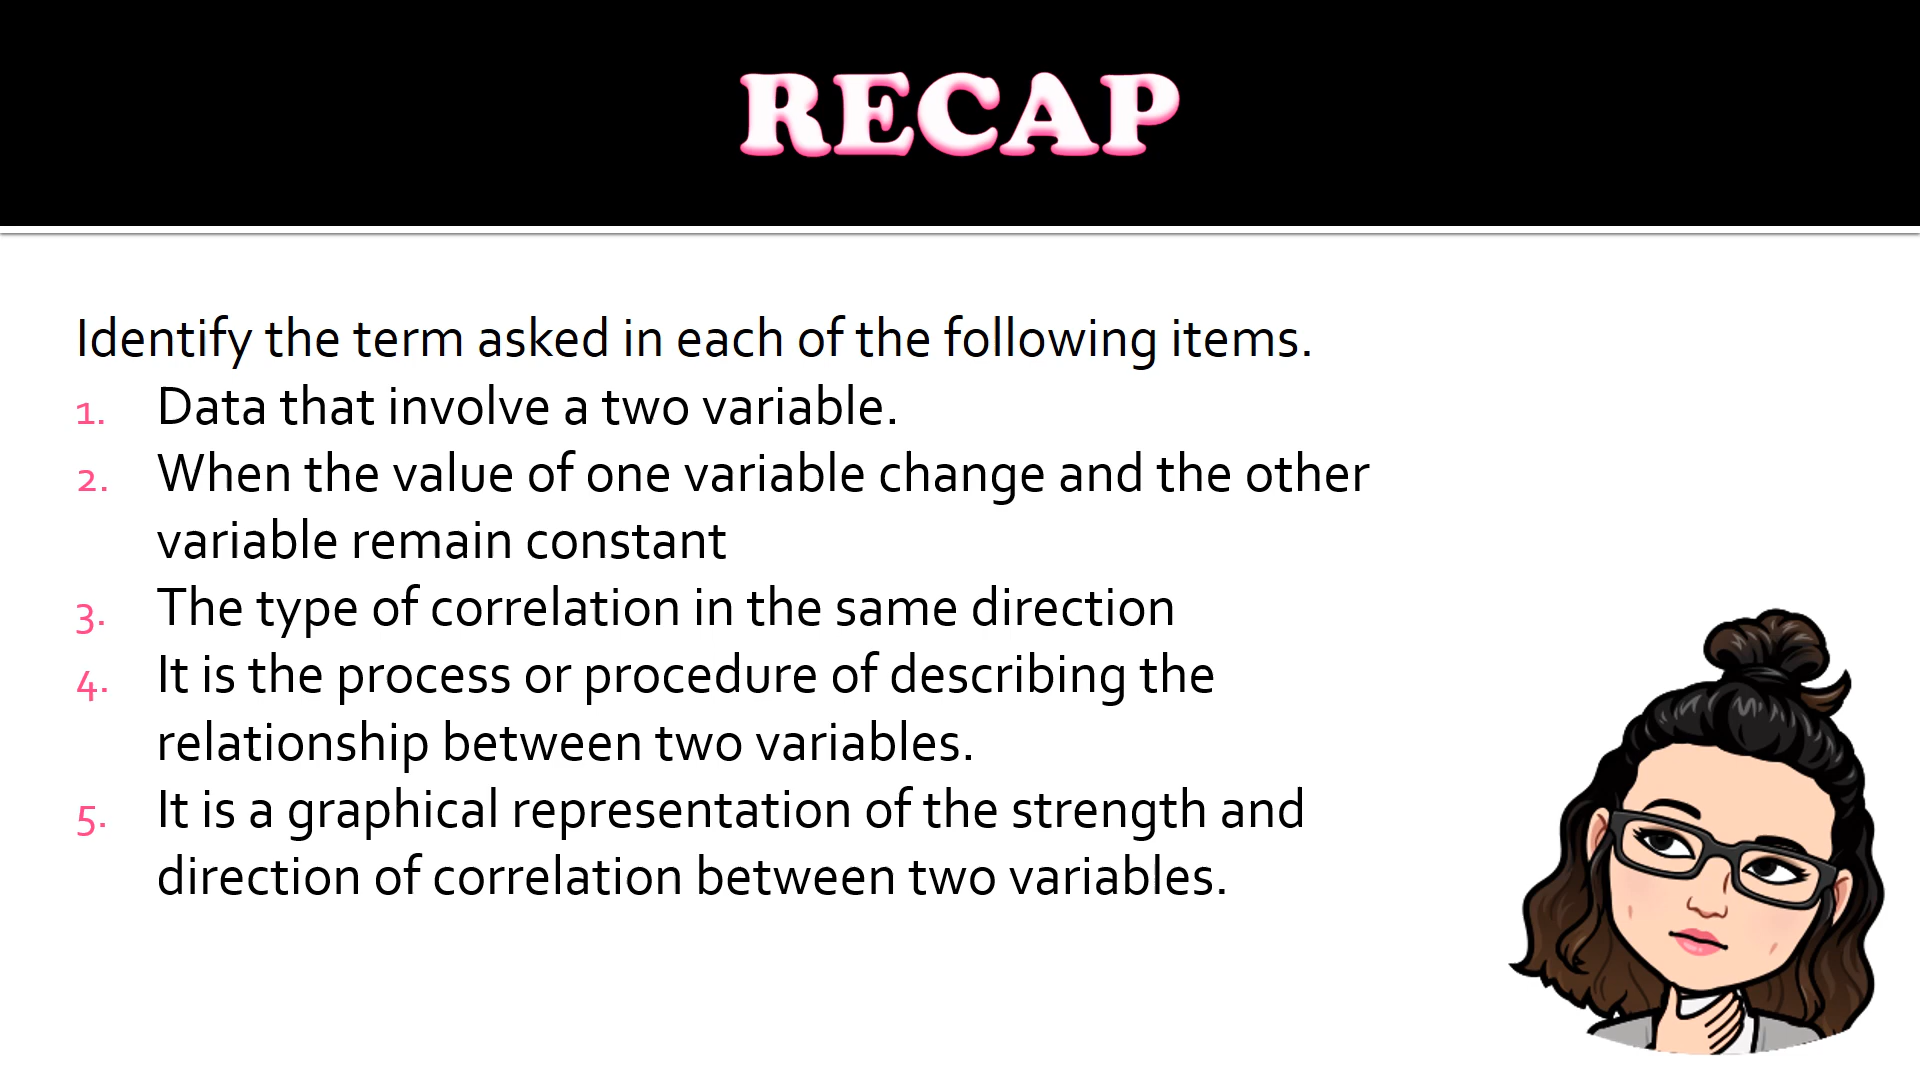 RECAP
Identify the term asked in each of the following items.
1. Data that involve a two variable.
2. When the value of one variable change and the other
variable remain constant
3. The type of correlation in the same direction
4. It is the process or procedure of describing the
relationship between two variables.
5. It is a graphical representation of the strength and
direction of correlation between two variables.